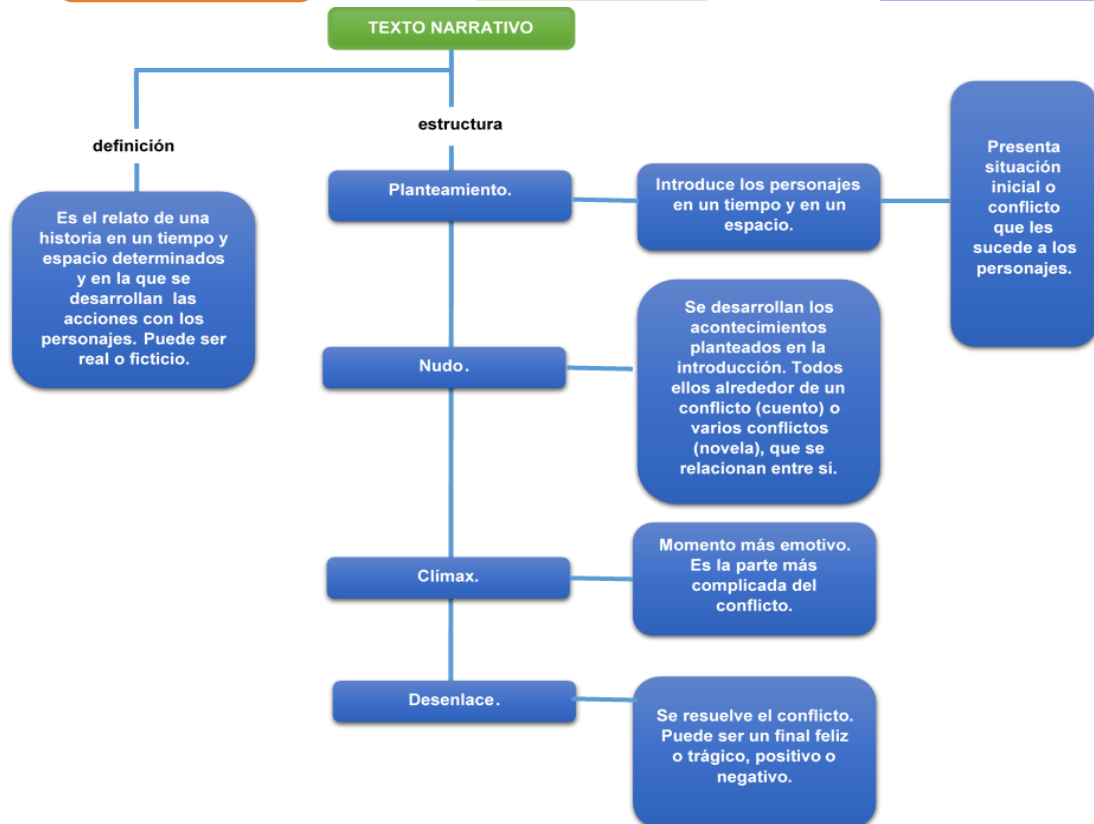 TEXTO NARRATIVO
definición
Es el relato de una
historia en un tiempo y
espacio determinados
y en la que se
desarrollan las
acciones con los
personajes. Puede ser
real o ficticio.
estructura
Planteamiento.
Introduce los personajes
en un tiempo y en un
espacio.
Presenta
situación
inicial o
conflicto
que les
sucede a los
personajes.
Nudo.
Se desarrollan los
acontecimientos
planteados en la
introducción. Todos
ellos alrededor de un
conflicto (cuento) o
varios conflictos
(novela), que se
relacionan entre sí.
Clímax.
Momento más emotivo.
Es la parte más
complicada del
conflicto.
Desenlace.
Se resuelve el conflicto.
Puede ser un final feliz
o trágico, positivo o
negativo.